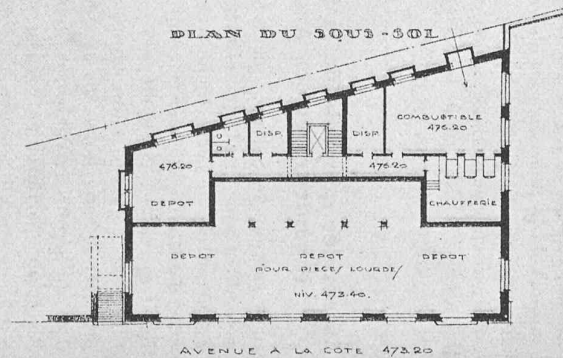 PLAN DU SOUS-SOL
COMBUSTIBLE
476.20
DISP.
DISP.
476.20
476.20
DEPOT
CHAUFFERIE
DEPOT
DEPOT
DEPOT
POUR PIECES LOURDES
NIV. 473.40.
AVENUE A LA COTE 473.20